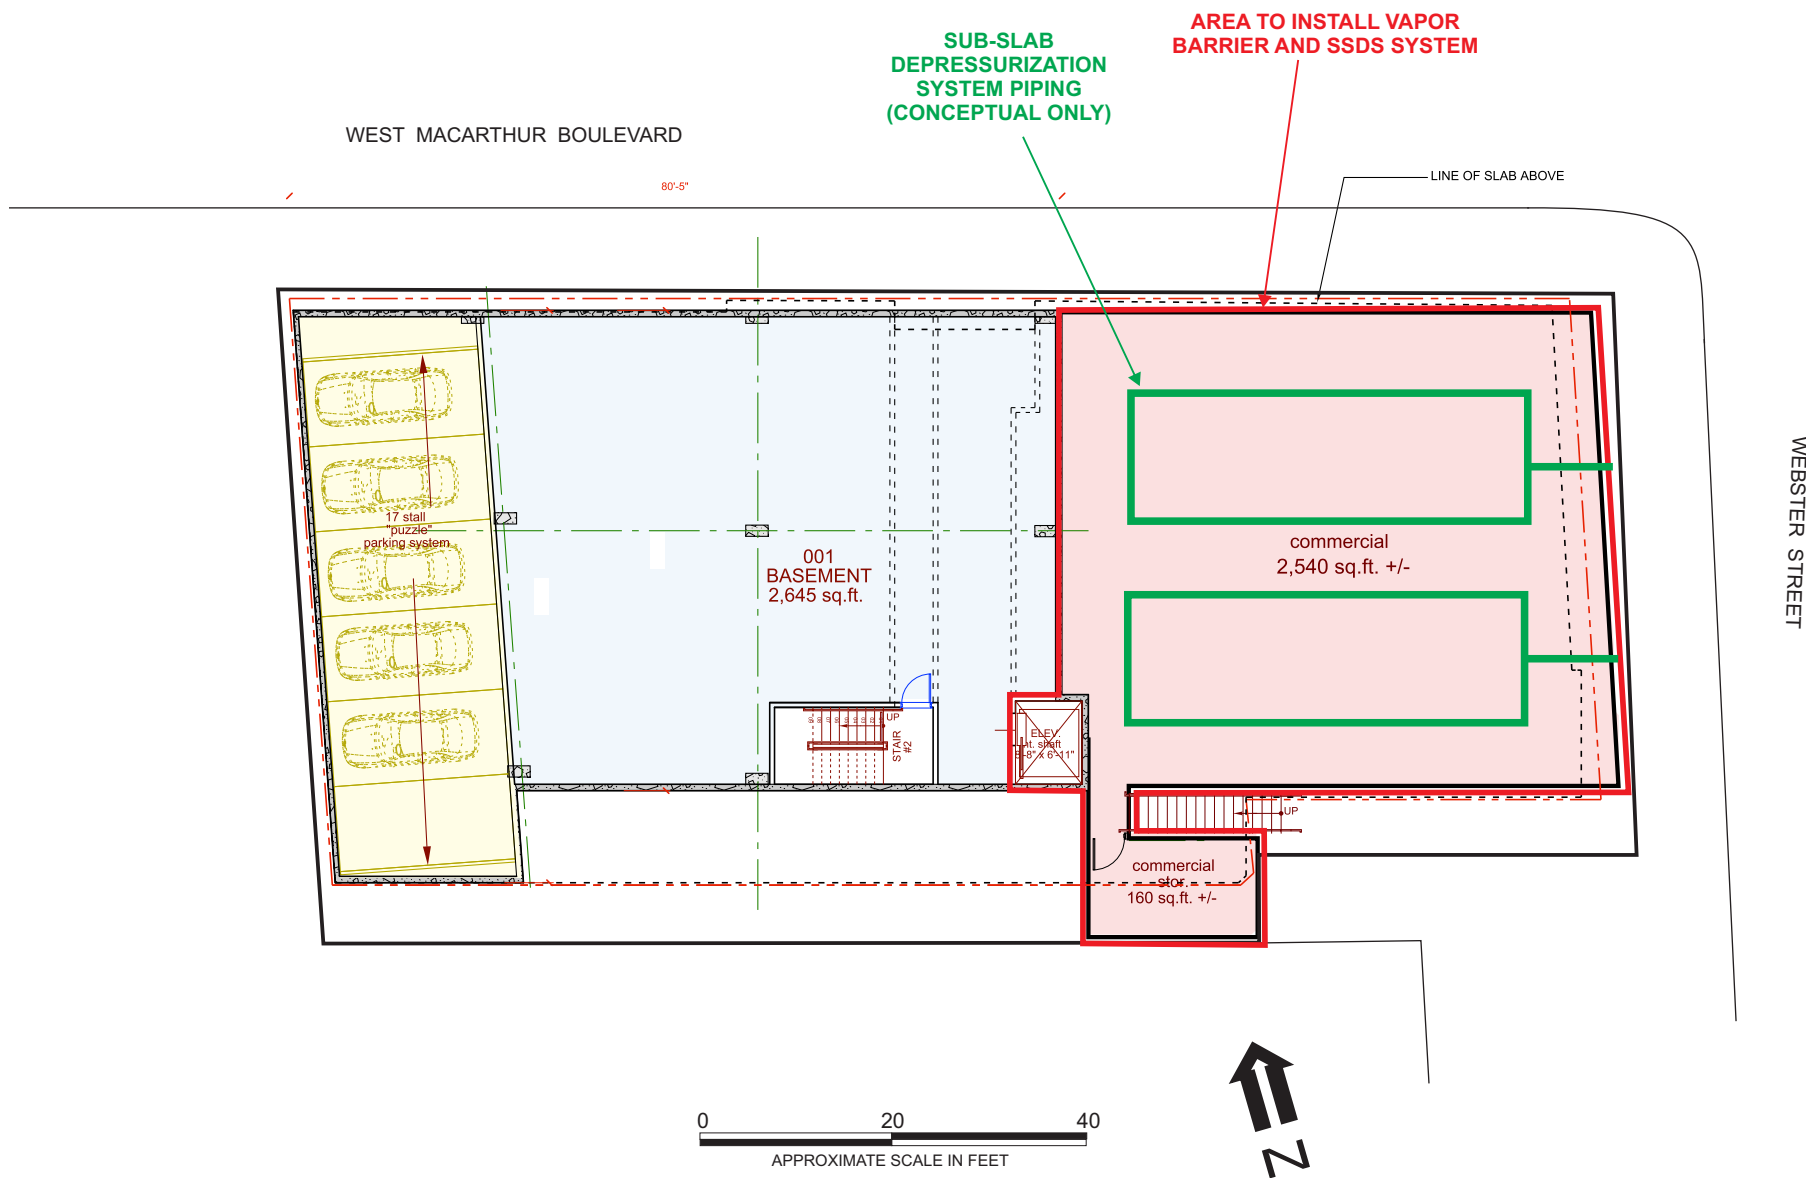 AREA TO INSTALL VAPOR
BARRIER AND SSDS SYSTEM
SUB-SLAB
DEPRESSURIZATION
SYSTEM PIPING
(CONCEPTUAL ONLY)
WEST MACARTHUR BOULEVARD
80'-5"
LINE OF SLAB ABOVE
WEBSTER STREET
17 stall
"puzzle"
parking system
001
BASEMENT
2,645 sq.ft.
commercial
2,540 sq.ft. +/-
UP
STAIR
#2
ELEV.
shaft
x 6'-11"
UP
commercial
stor.
160 sq.ft. +/-
N
0 20 40
APPROXIMATE SCALE IN FEET